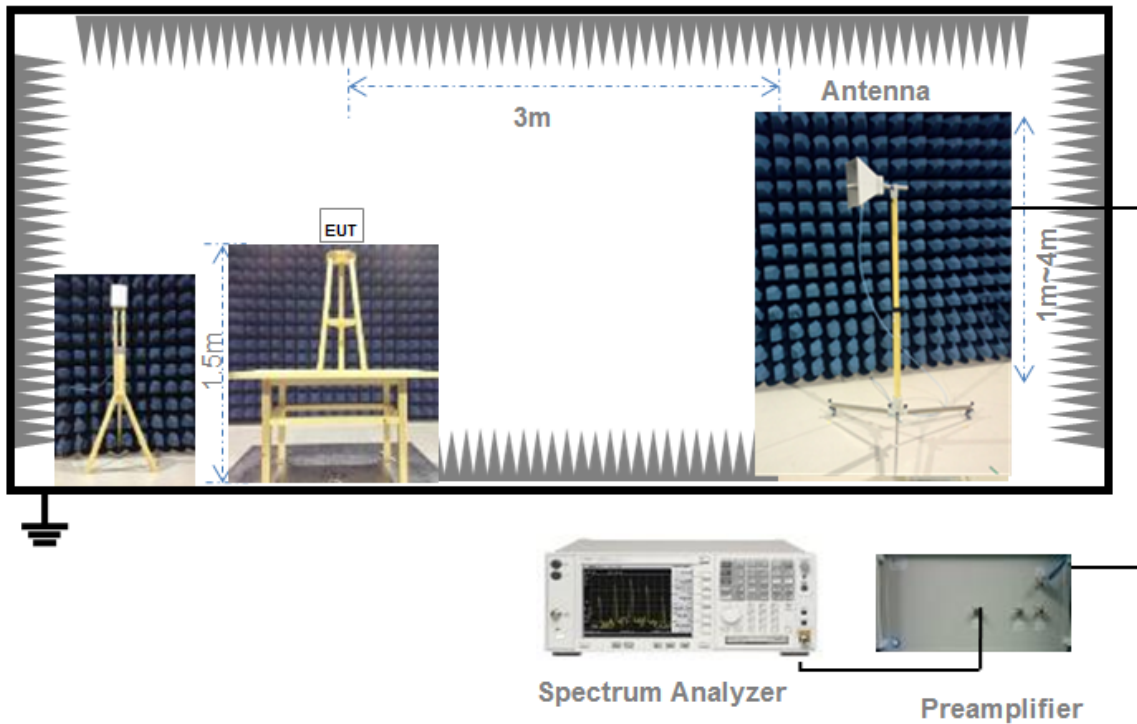 Antenna
3m
EUT
1m~4m
1.5m
Spectrum Analyzer
Preamplifier